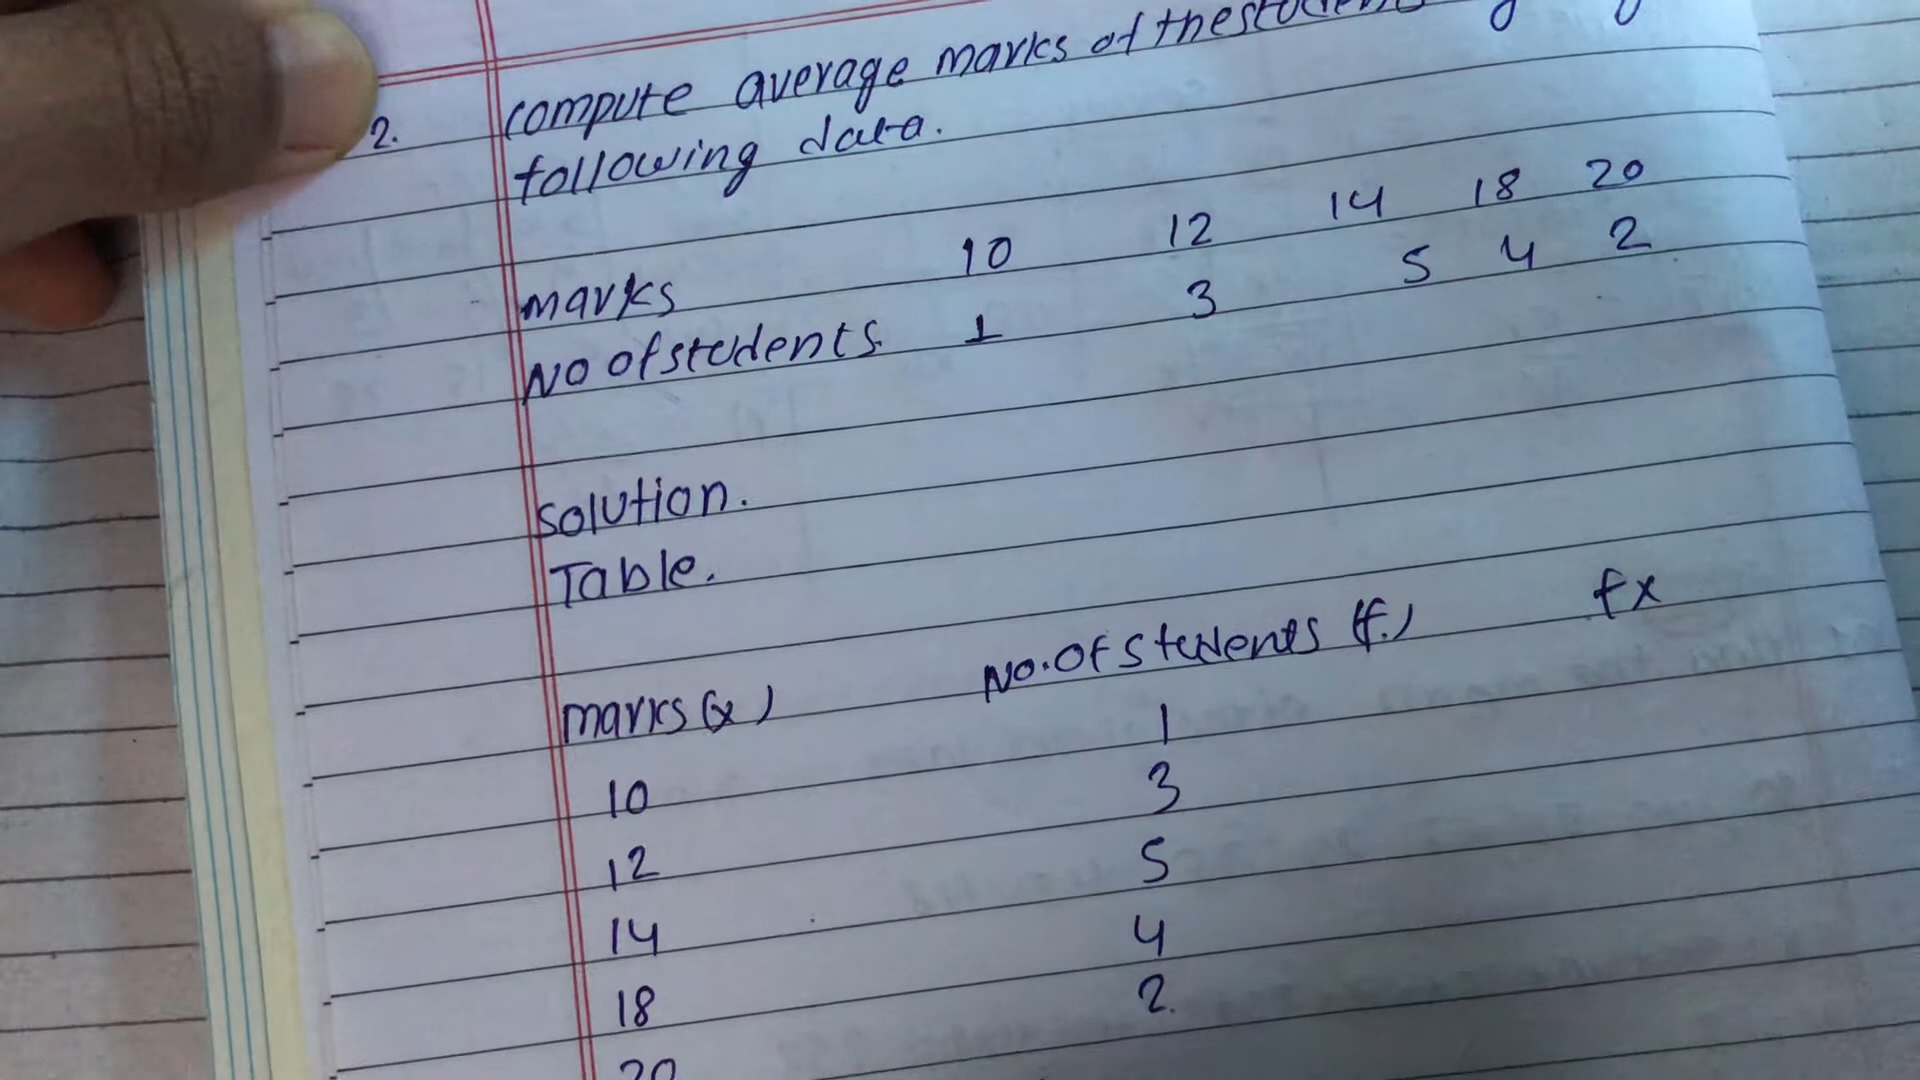 2. compute average marks of the students
following data.
marks 10 12 14 18 20
No of students 1 3 5 4 2
solution.
Table.
marks (x) No. of students (f.) fx
10 1
12 3
14 5
18 4
20 2.